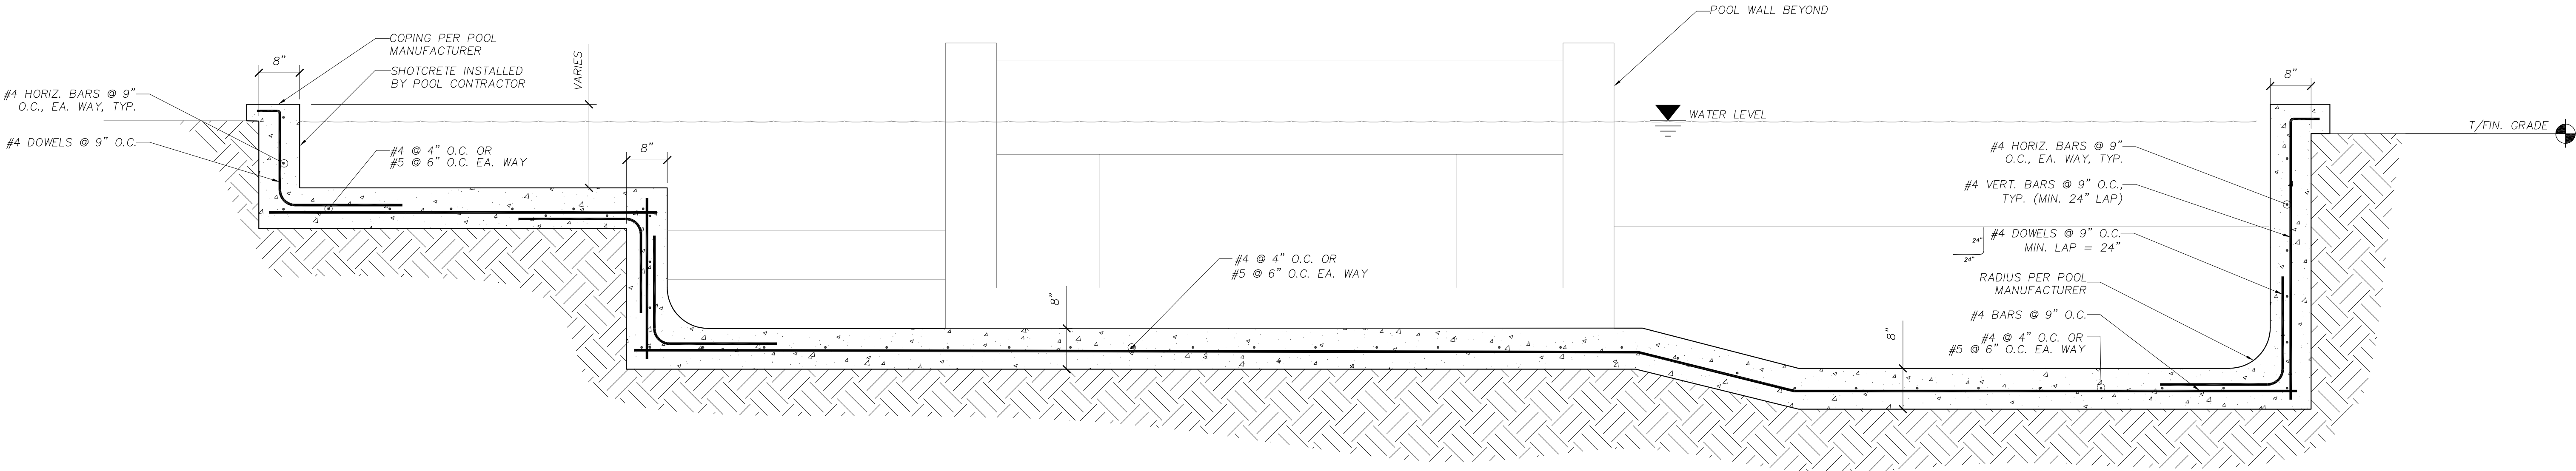 POOL WALL BEYOND
COPING PER POOL
MANUFACTURER
8"
SHOTCRETE INSTALLED
BY POOL CONTRACTOR
VARIES
#4 HORIZ. BARS @ 9"
O.C., EA. WAY, TYP.
#4 DOWELS @ 9" O.C.
#4 @ 4" O.C. OR
#5 @ 6" O.C. EA. WAY
8"
WATER LEVEL
8"
T/FIN. GRADE
#4 HORIZ. BARS @ 9"
O.C., EA. WAY, TYP.
#4 VERT. BARS @ 9" O.C.,
TYP. (MIN. 24" LAP)
24"
24"
#4 DOWELS @ 9" O.C.
MIN. LAP = 24"
#4 @ 4" O.C. OR
#5 @ 6" O.C. EA. WAY
8"
RADIUS PER POOL
MANUFACTURER
#4 BARS @ 9" O.C.
8"
#4 @ 4" O.C. OR
#5 @ 6" O.C. EA. WAY